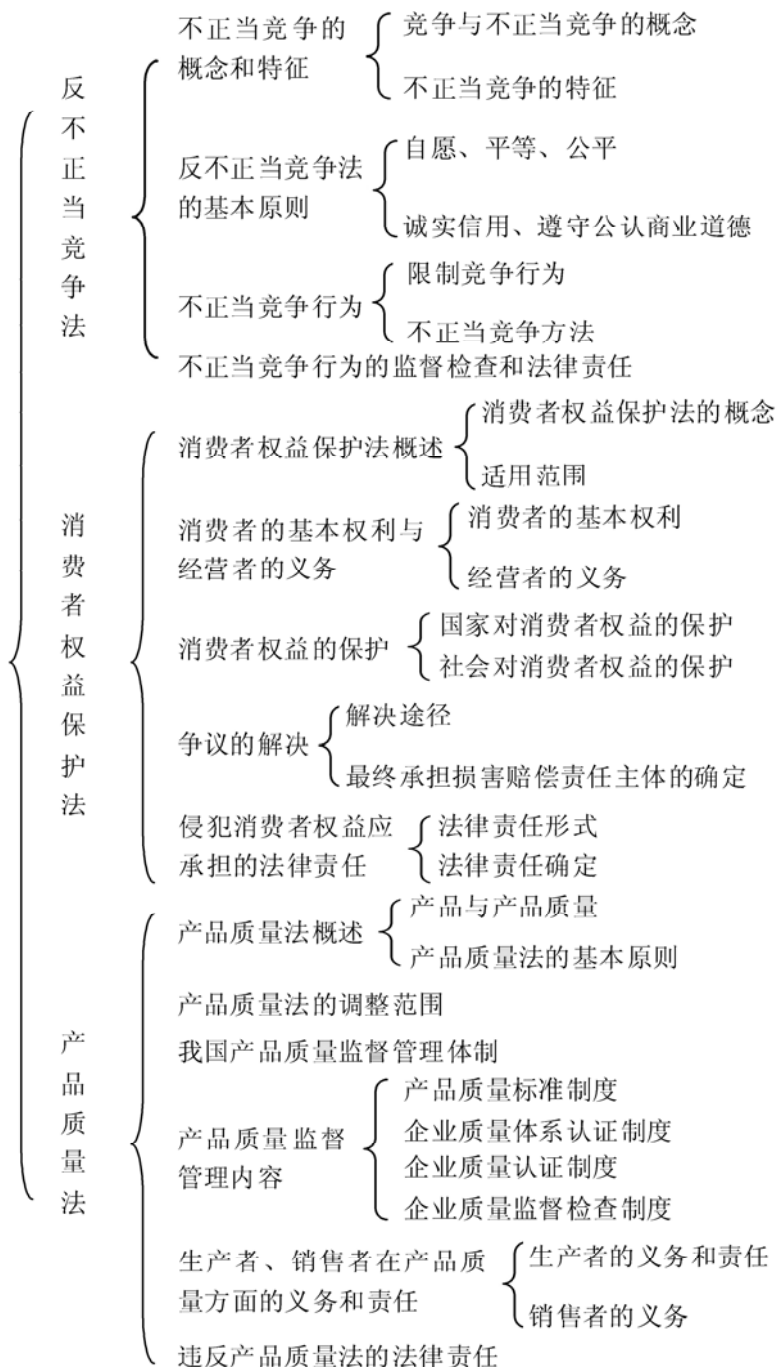 反不正当竞争法
不正当竞争的
概念和特征
竞争与不正当竞争的概念
不正当竞争的特征
反不正当竞争法
的基本原则
自愿、平等、公平
诚实信用、遵守公认商业道德
不正当竞争行为
限制竞争行为
不正当竞争方法
不正当竞争行为的监督检查和法律责任
消费者权益保护法
消费者权益保护法概述
消费者权益保护法的概念
适用范围
消费者的基本权利与
经营者的义务
消费者的基本权利
经营者的义务
消费者权益的保护
国家对消费者权益的保护
社会对消费者权益的保护
争议的解决
解决途径
最终承担损害赔偿责任主体的确定
侵犯消费者权益应
承担的法律责任
法律责任形式
法律责任确定
产品质量法
产品质量法概述
产品与产品质量
产品质量法的基本原则
产品质量法的调整范围
我国产品质量监督管理体制
产品质量监督
管理内容
产品质量标准制度
企业质量体系认证制度
企业质量认证制度
企业质量监督检查制度
生产者、销售者在产品质
量方面的义务和责任
生产者的义务和责任
销售者的义务
违反产品质量法的法律责任